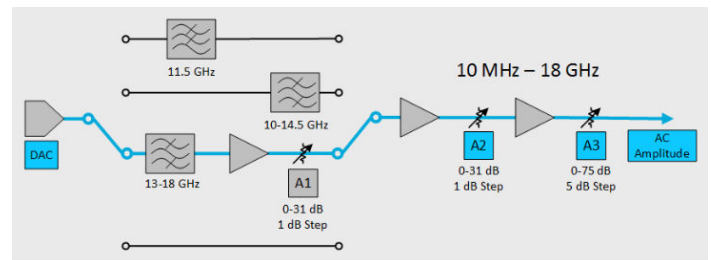 11.5 GHz
10 MHz – 18 GHz
10-14.5 GHz
DAC
13-18 GHz
A1
0-31 dB
1 dB Step
A2
0-31 dB
1 dB Step
A3
0-75 dB
5 dB Step
AC
Amplitude